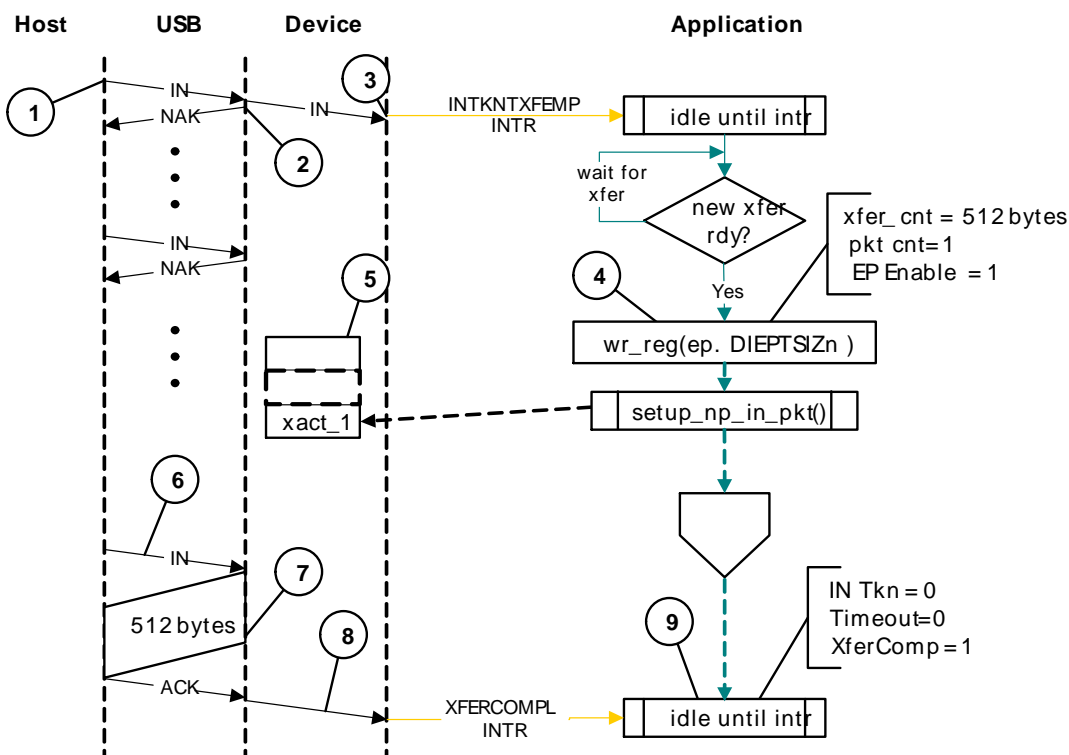 Host USB Device Application
1
IN
NAK
2
IN
3
INTKNTXFEMP
INTR
idle until intr
wait for
xfer
new xfer
rdy?
xfer_cnt = 512 bytes
pkt cnt=1
EP Enable = 1
IN
NAK
5
4
Yes
wr_reg(ep. DIEPTSIZn )
xact_1
setup_np_in_pkt()
6
IN
7
512 bytes
8
ACK
XFERCOMPL
INTR
9
IN Tkn = 0
Timeout=0
XferComp = 1
idle until intr